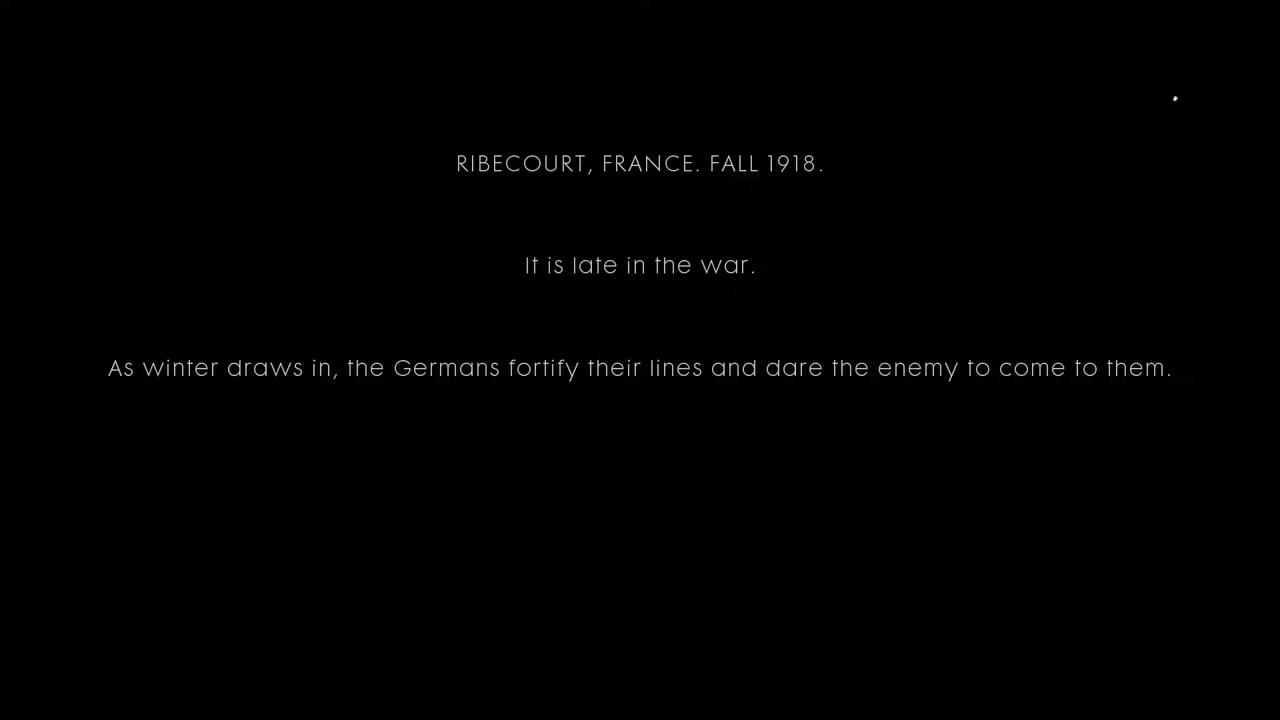 RIBECOURT, FRANCE. FALL 1918.
It is late in the war.
As winter draws in, the Germans fortify their lines and dare the enemy to come to them.